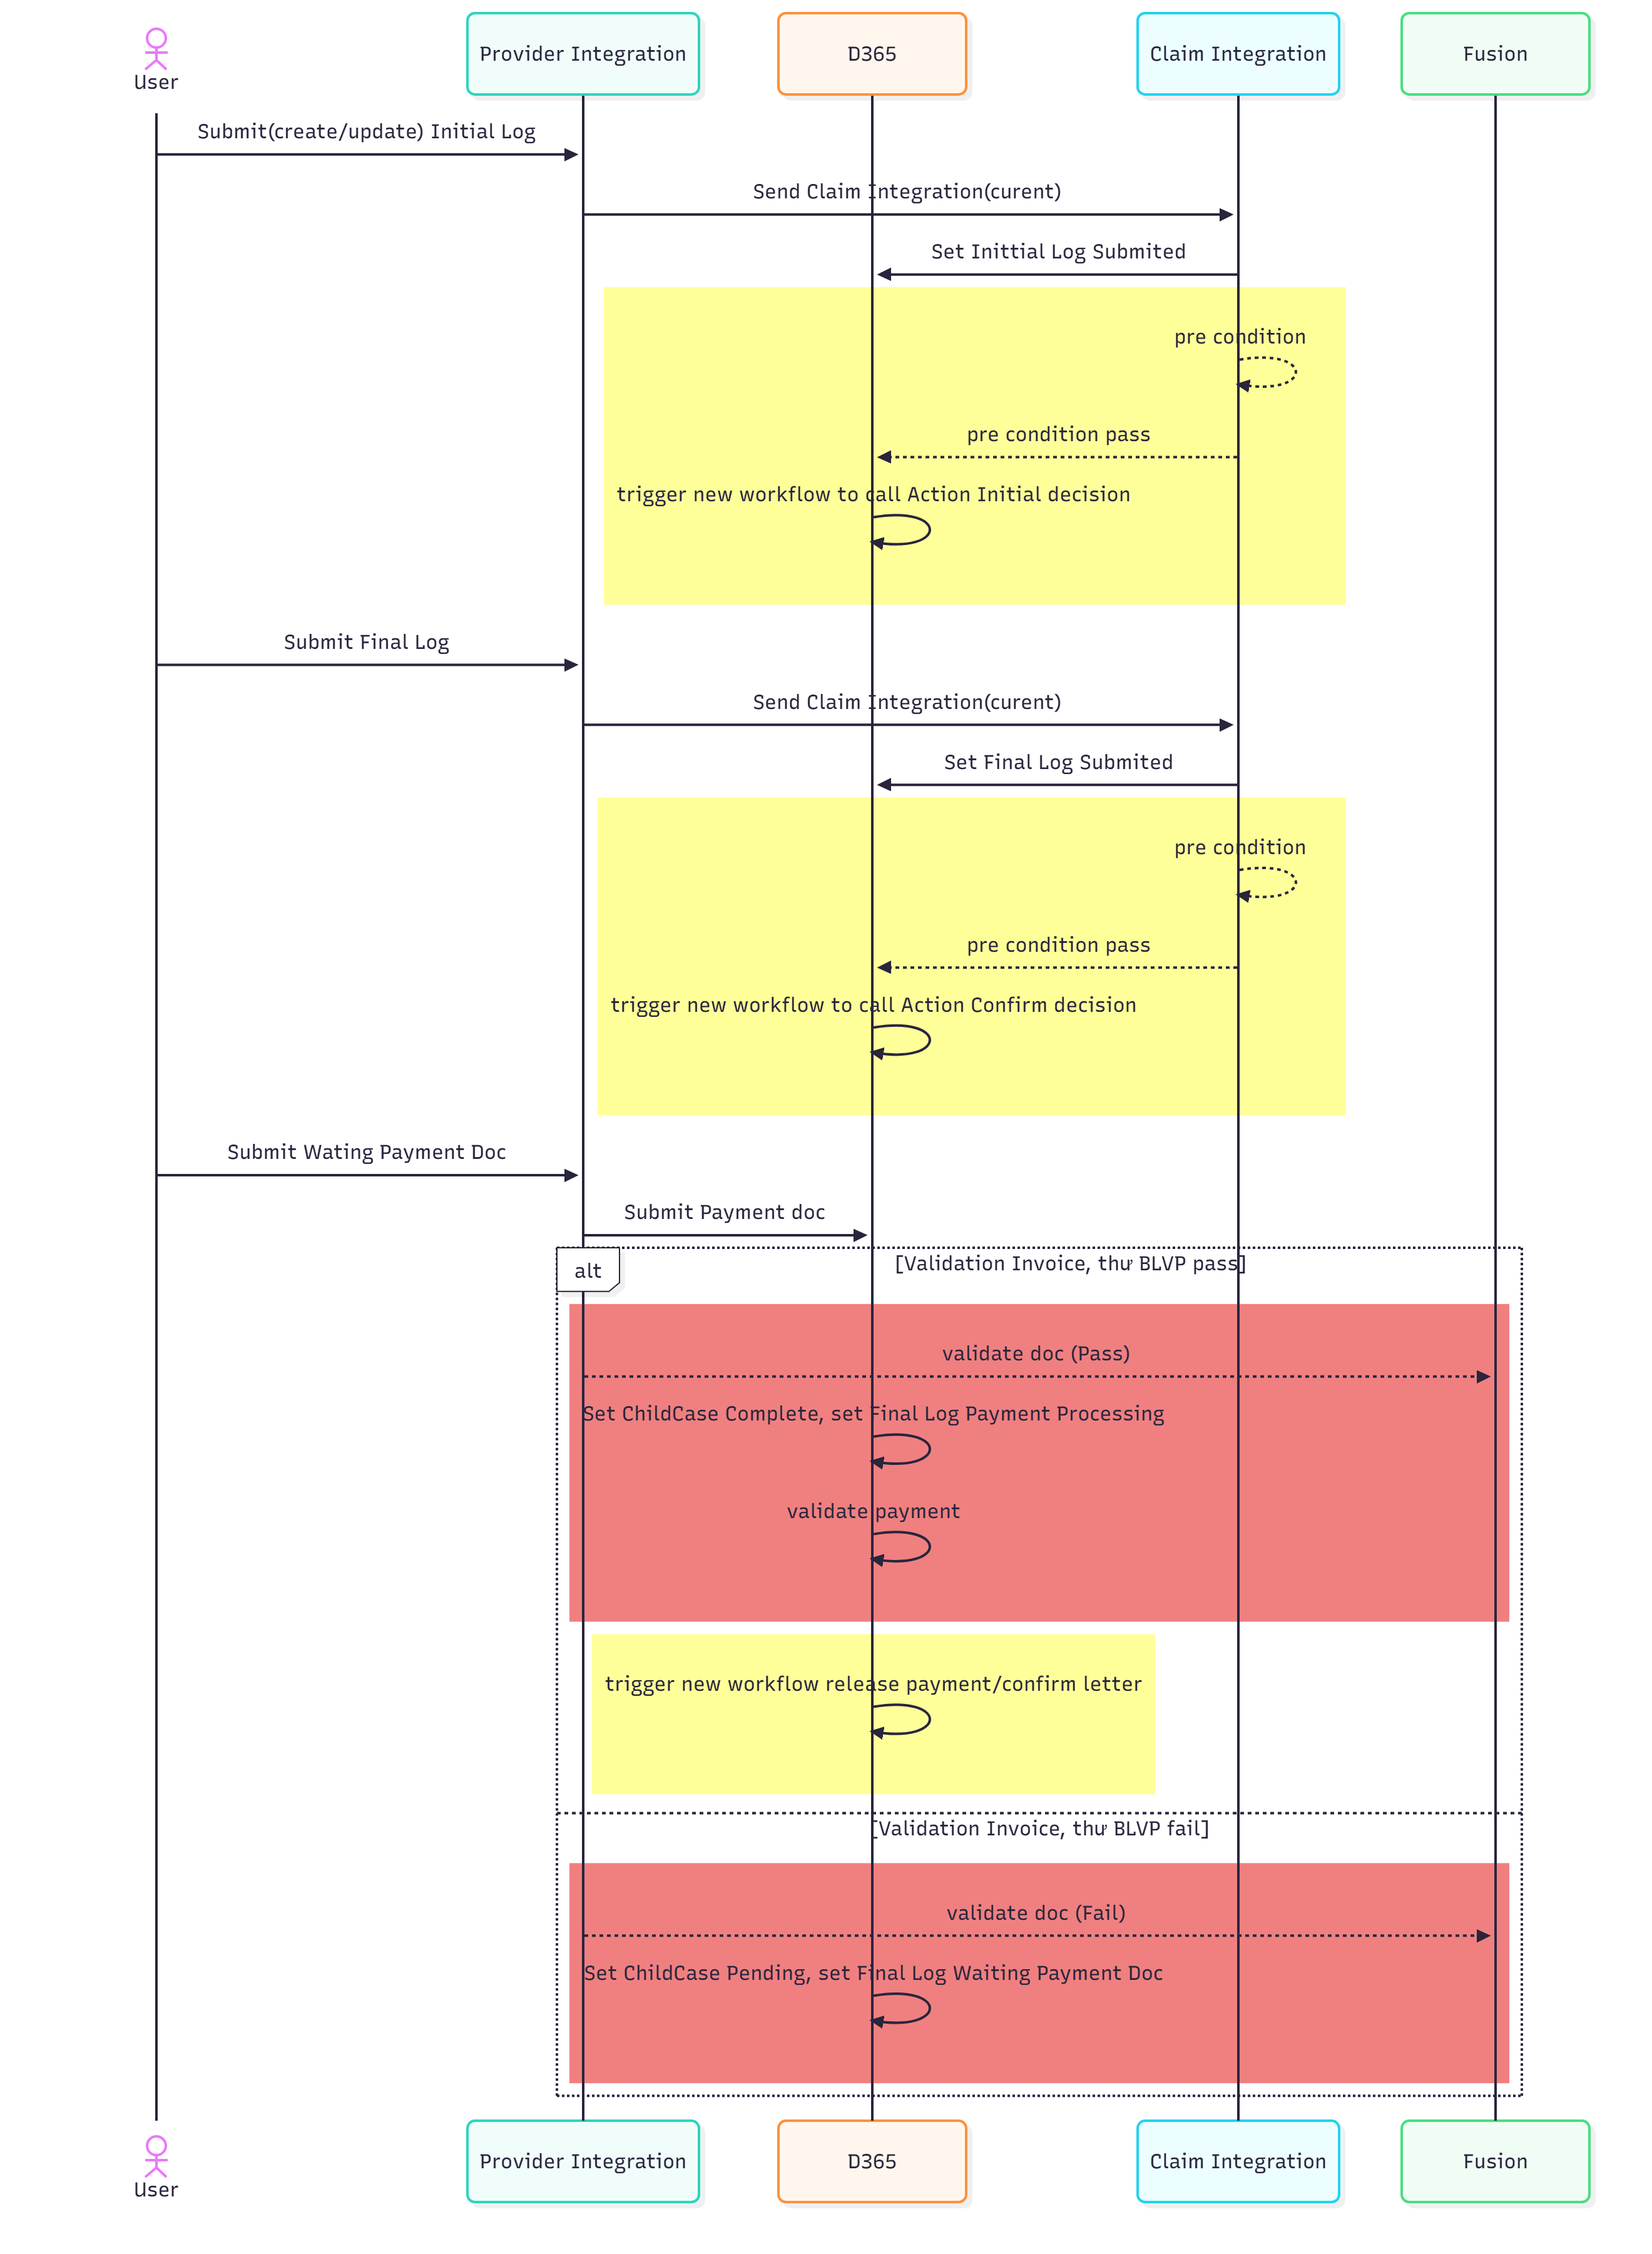 User
Provider Integration
D365
Claim Integration
Fusion
Submit(create/update) Initial Log
Send Claim Integration(curent)
Set Inittial Log Submited
pre condition
pre condition pass
trigger new workflow to call Action Initial decision
Submit Final Log
Send Claim Integration(curent)
Set Final Log Submited
pre condition
pre condition pass
trigger new workflow to call Action Confirm decision
Submit Wating Payment Doc
Submit Payment doc
alt
[Validation Invoice, thư BLVP pass]
validate doc (Pass)
Set ChildCase Complete, set Final Log Payment Processing
validate payment
trigger new workflow release payment/confirm letter
[Validation Invoice, thư BLVP fail]
validate doc (Fail)
Set ChildCase Pending, set Final Log Waiting Payment Doc
User
Provider Integration
D365
Claim Integration
Fusion